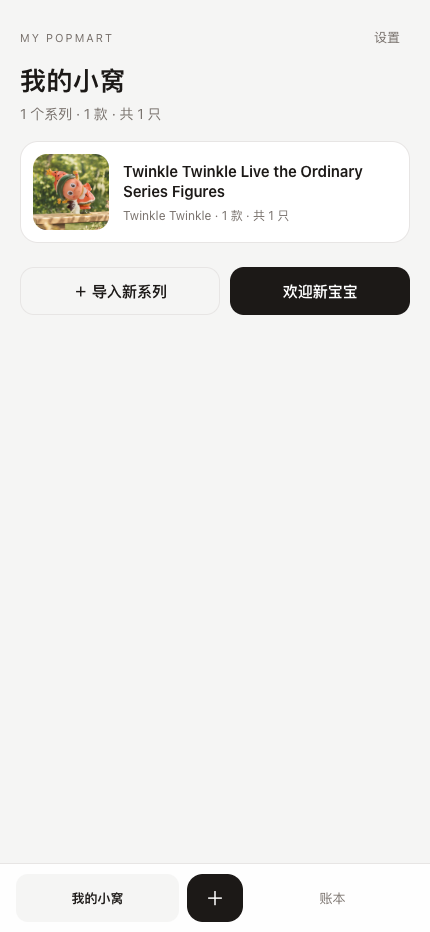 MY POPMART
设置
我的小窝
1 个系列 · 1 款 · 共 1 只
Twinkle Twinkle Live the Ordinary
Series Figures
Twinkle Twinkle · 1 款 · 共 1 只
＋ 导入新系列
欢迎新宝宝
我的小窝
＋
账本